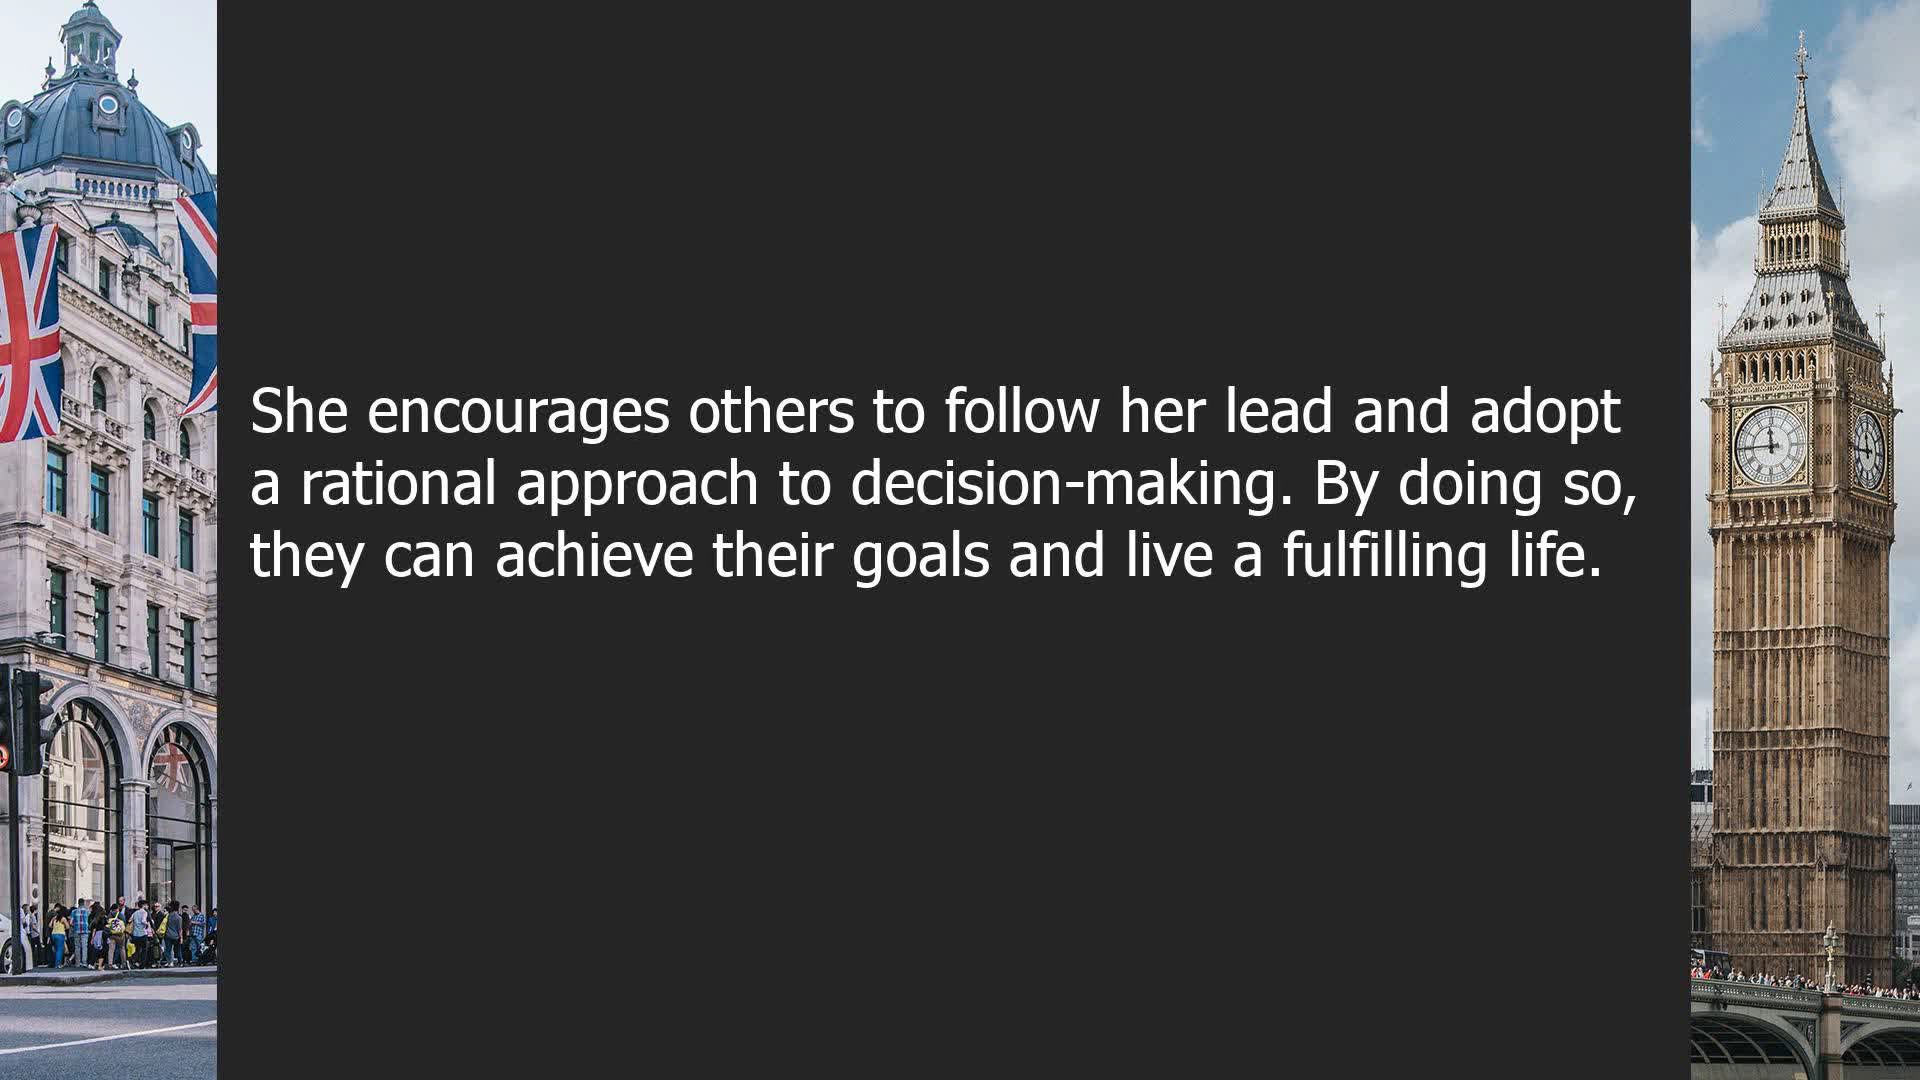 She encourages others to follow her lead and adopt
a rational approach to decision-making. By doing so,
they can achieve their goals and live a fulfilling life.